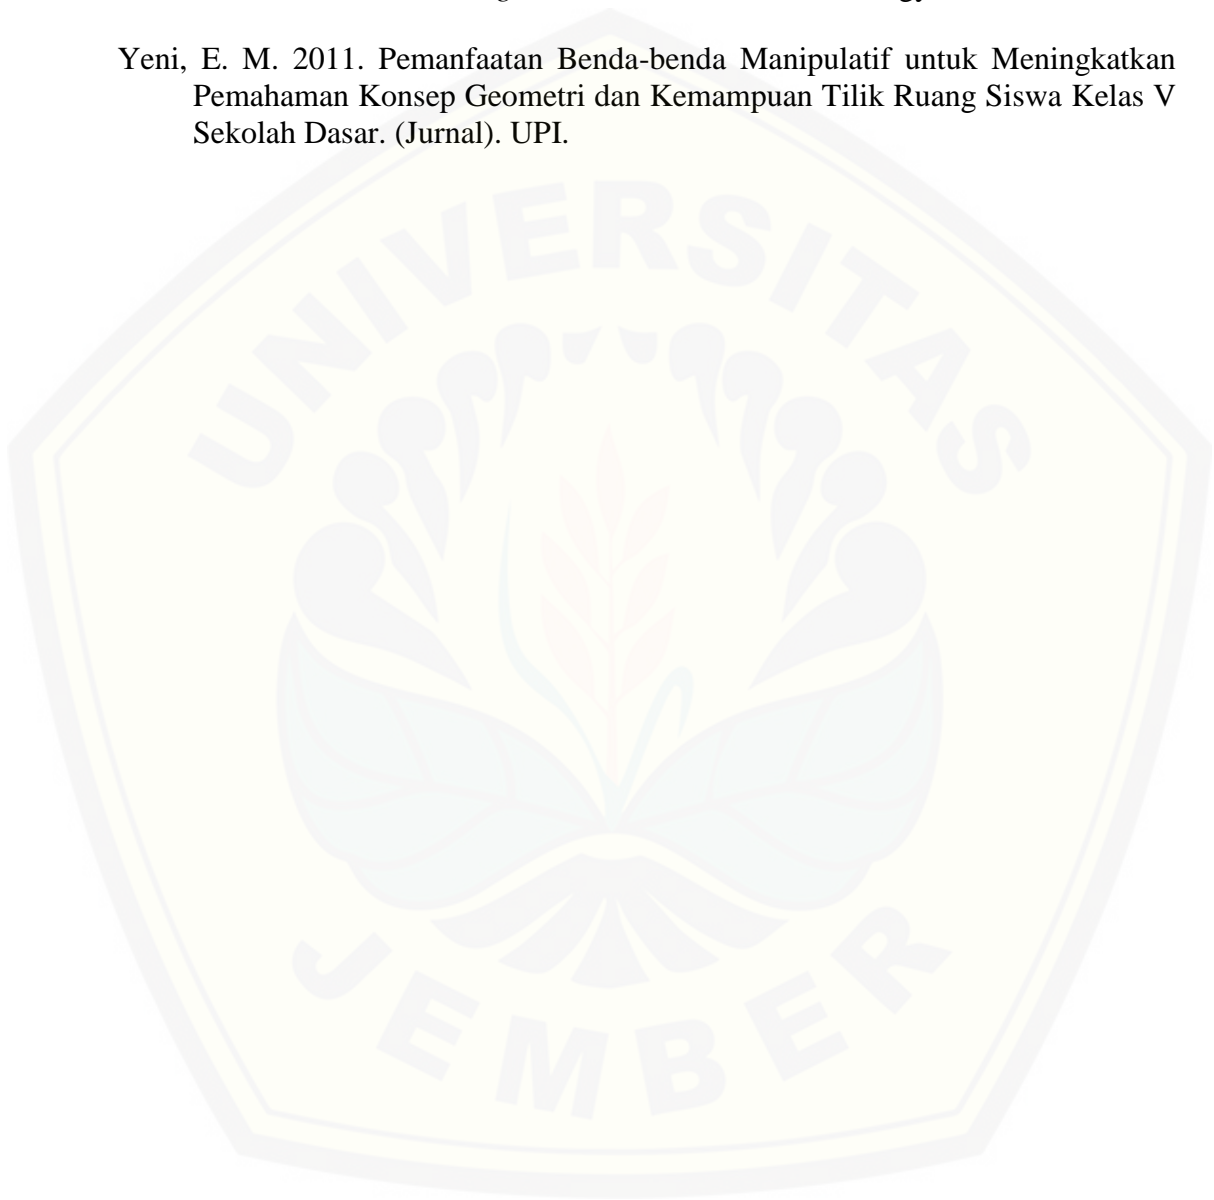 Yeni, E. M. 2011. Pemanfaatan Benda-benda Manipulatif untuk Meningkatkan
Pemahaman Konsep Geometri dan Kemampuan Tilik Ruang Siswa Kelas V
Sekolah Dasar. (Jurnal). UPI.
UNIVERSITAS
JEMBER